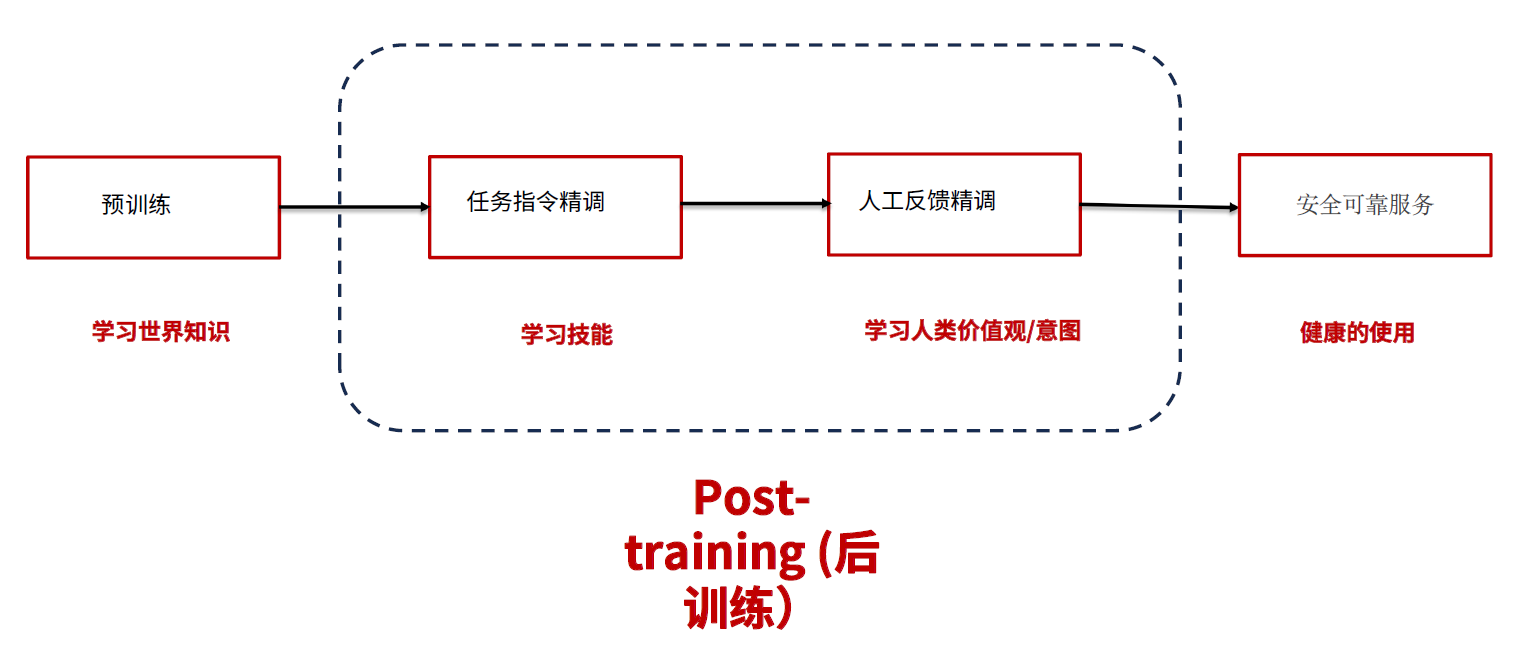 预训练
任务指令精调
人工反馈精调
安全可靠服务
学习世界知识
学习技能
学习人类价值观/意图
健康的使用
Post-
training (后
训练）